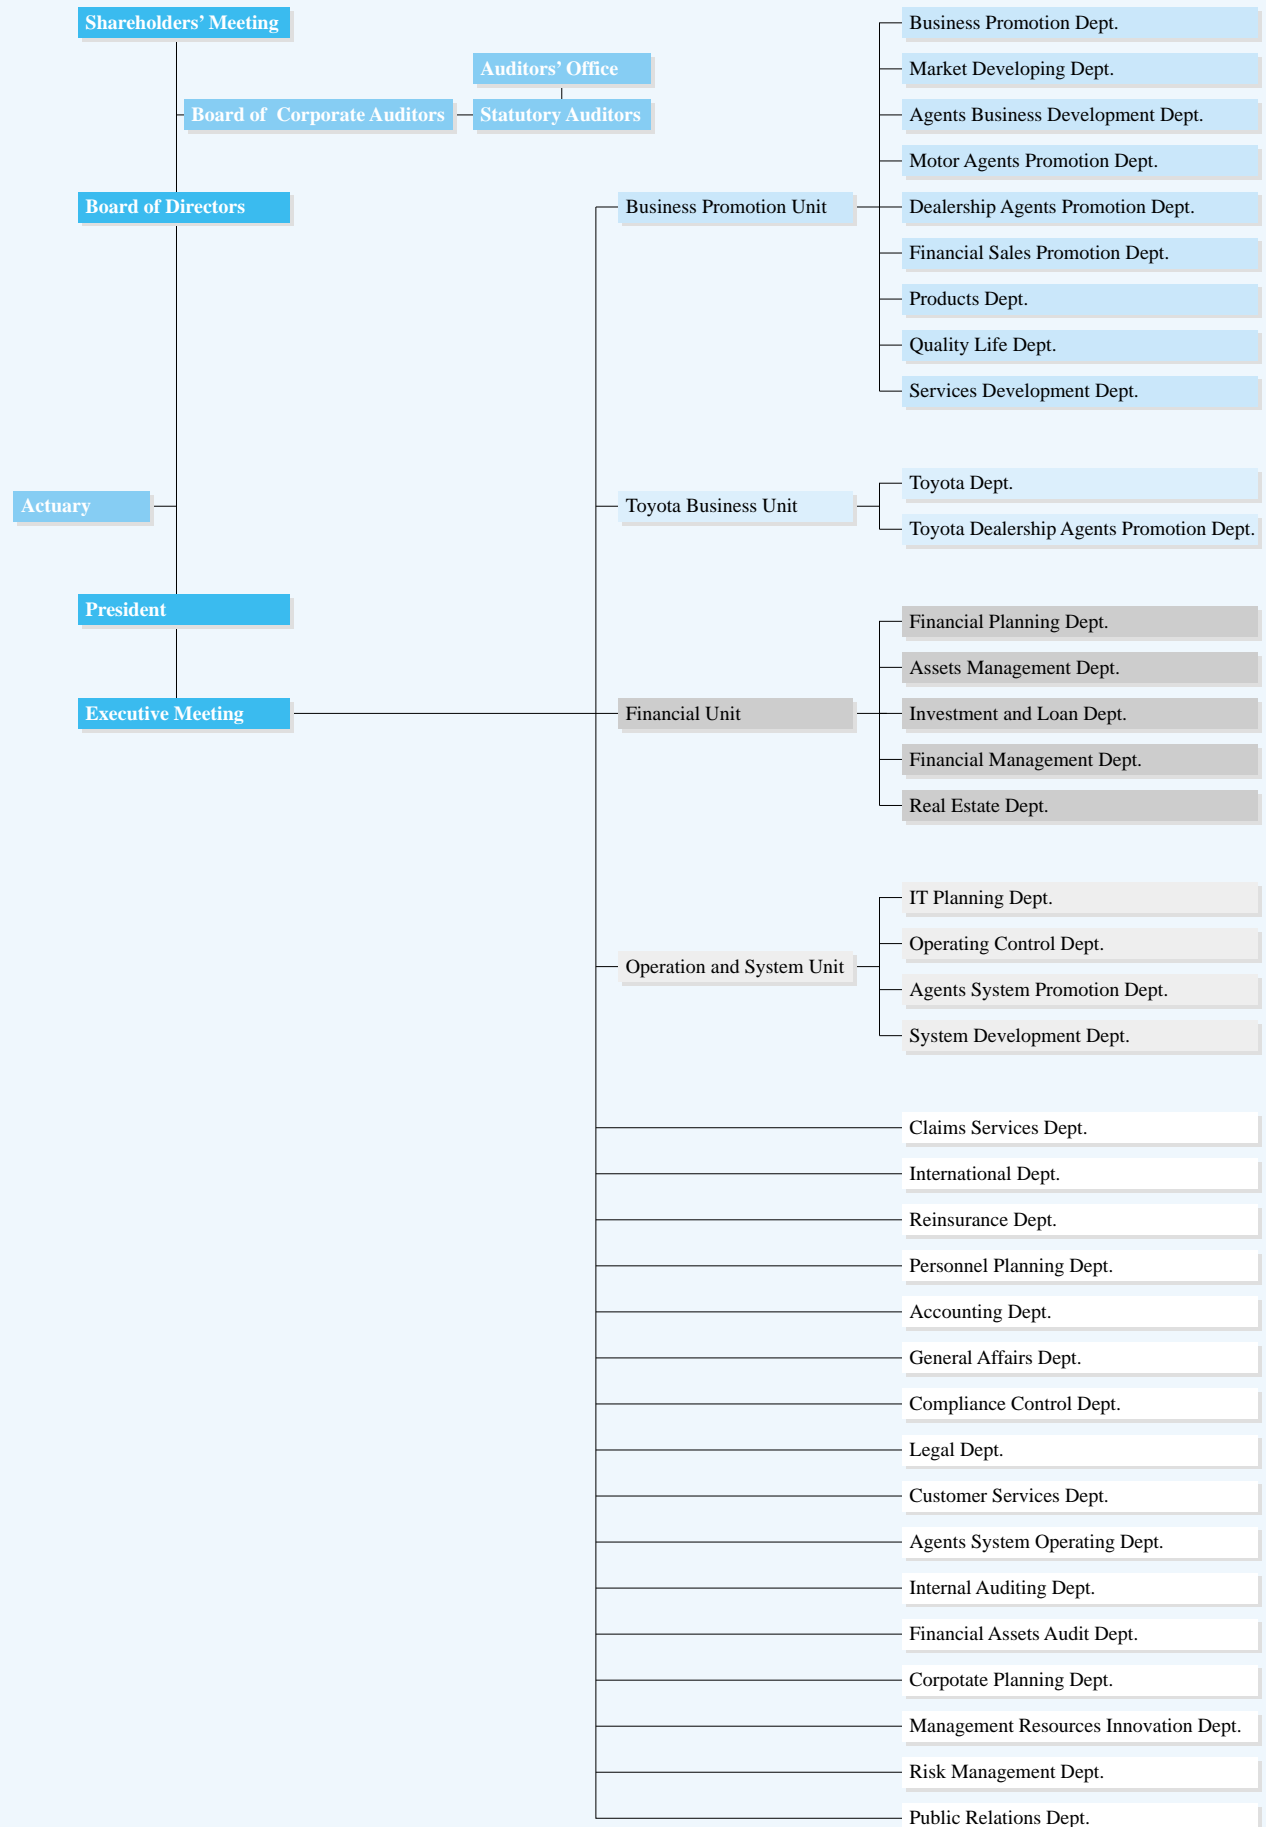 Shareholders’ Meeting
Auditors’ Office
Board of Corporate Auditors
Statutory Auditors
Board of Directors
Actuary
President
Executive Meeting
Business Promotion Unit
Business Promotion Dept.
Market Developing Dept.
Agents Business Development Dept.
Motor Agents Promotion Dept.
Dealership Agents Promotion Dept.
Financial Sales Promotion Dept.
Products Dept.
Quality Life Dept.
Services Development Dept.
Toyota Business Unit
Toyota Dept.
Toyota Dealership Agents Promotion Dept.
Financial Unit
Financial Planning Dept.
Assets Management Dept.
Investment and Loan Dept.
Financial Management Dept.
Real Estate Dept.
Operation and System Unit
IT Planning Dept.
Operating Control Dept.
Agents System Promotion Dept.
System Development Dept.
Claims Services Dept.
International Dept.
Reinsurance Dept.
Personnel Planning Dept.
Accounting Dept.
General Affairs Dept.
Compliance Control Dept.
Legal Dept.
Customer Services Dept.
Agents System Operating Dept.
Internal Auditing Dept.
Financial Assets Audit Dept.
Corpotate Planning Dept.
Management Resources Innovation Dept.
Risk Management Dept.
Public Relations Dept.